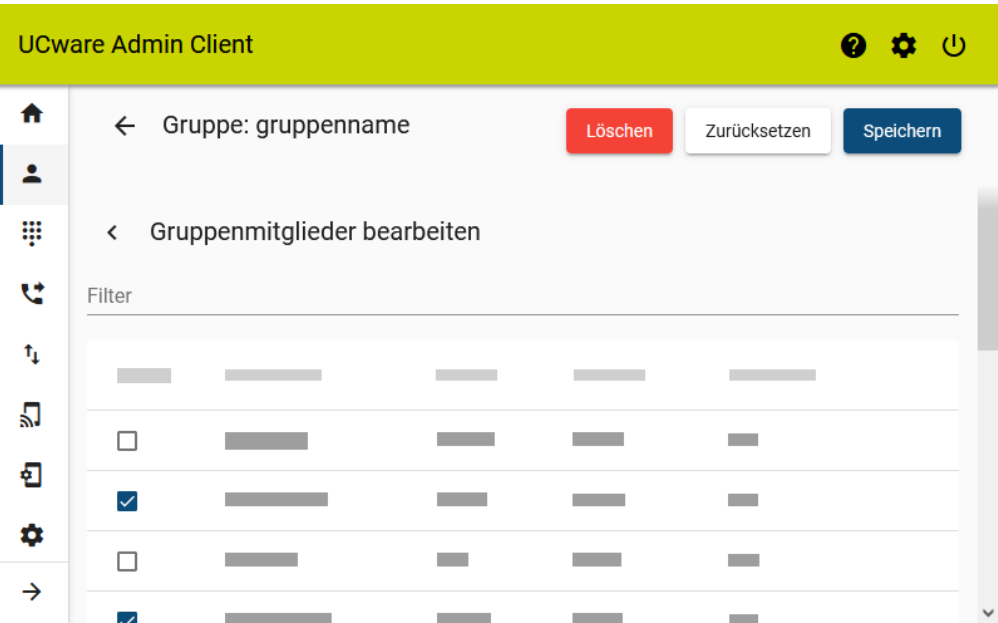 UCware Admin Client
Gruppe: gruppenname
Löschen
Zurücksetzen
Speichern
Gruppenmitglieder bearbeiten
Filter